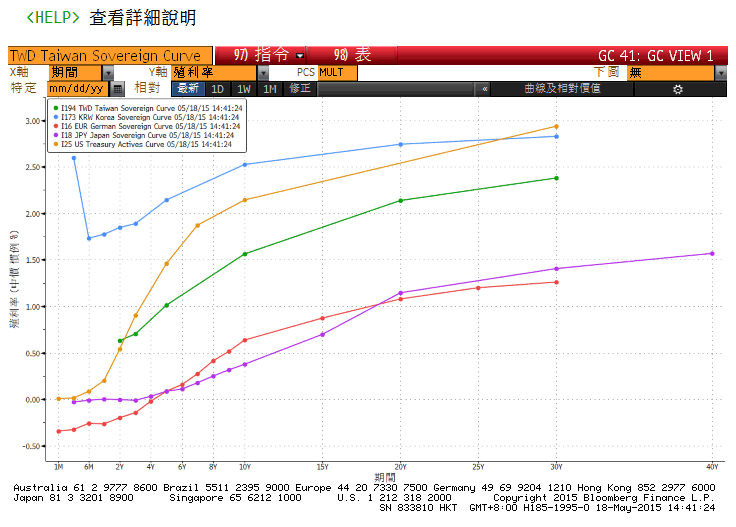 <HELP> 查看詳細說明
TWD Taiwan Sovereign Curve 97) 指令 98) 表 GC 41: GC VIEW 1
X軸 期間 Y軸 殖利率 PCS MULT 下圖 無
特定 mm/dd/yy 相對 最新 1D 1W 1M 修正 « 曲線及相對價值
I194 TWD Taiwan Sovereign Curve 05/18/15 14:41:24
I173 KRW Korea Sovereign Curve 05/18/15 14:41:24
I16 EUR German Sovereign Curve 05/18/15 14:41:24
I18 JPY Japan Sovereign Curve 05/18/15 14:41:24
I25 US Treasury Actives Curve 05/18/15 14:41:24
殖利率 (中價 慣例 %)
3.00
2.50
2.00
1.50
1.00
0.50
0.00
-0.50
1M 6M 2Y 4Y 6Y 8Y 10Y 15Y 20Y 25Y 30Y 40Y
期間
Australia 61 2 9777 8600 Brazil 5511 2395 9000 Europe 44 20 7330 7500 Germany 49 69 9204 1210 Hong Kong 852 2977 6000
Japan 81 3 3201 8900 Singapore 65 6212 1000 U.S. 1 212 318 2000 Copyright 2015 Bloomberg Finance L.P.
SN 833810 HKT GMT+8:00 H185-1995-0 18-May-2015 14:41:24